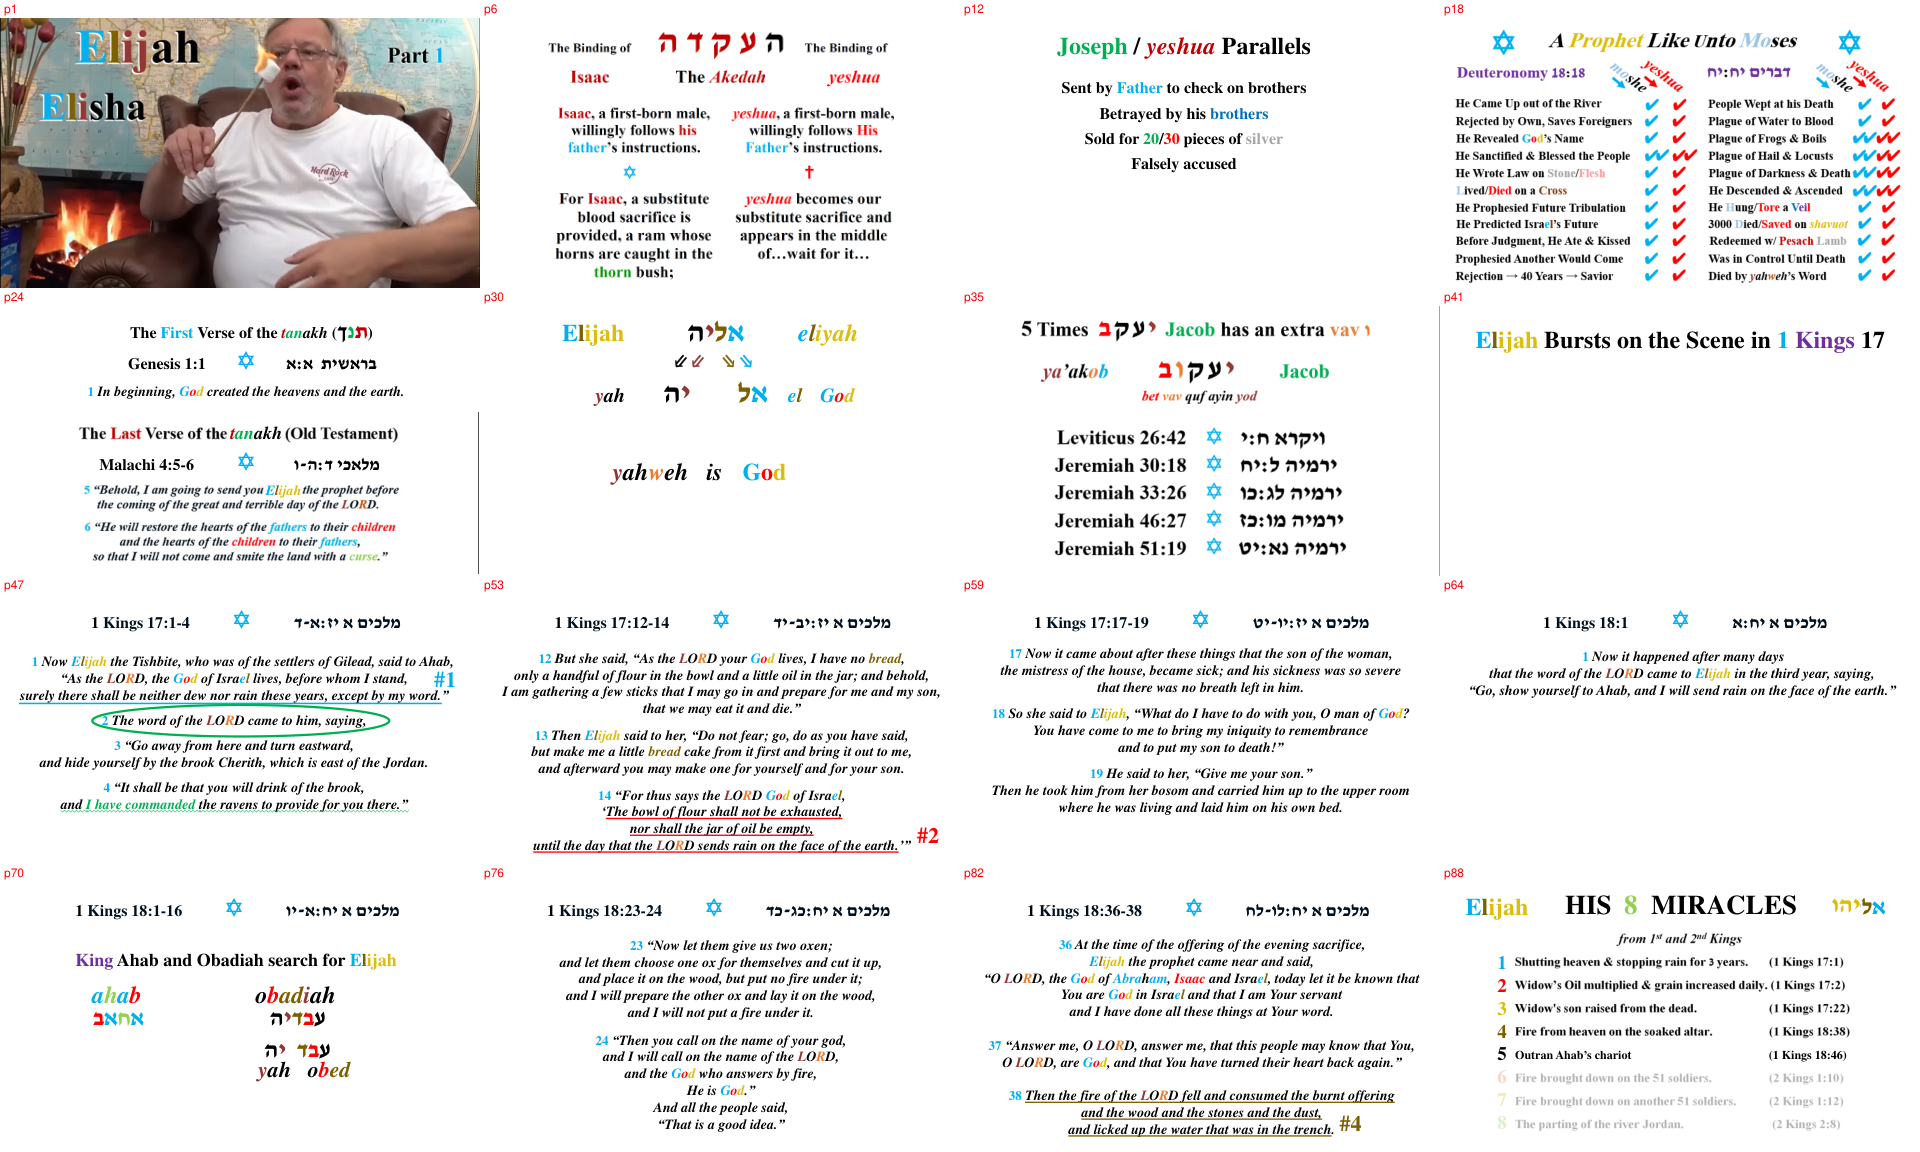 p1
Elijah
Part 1
Elisha
Hard Rock
CAFE
p6
The Binding of העקדה The Binding of
Isaac The Akedah yeshua
Isaac, a first-born male,
willingly follows his
father's instructions.
yeshua, a first-born male,
willingly follows His
Father's instructions.
For Isaac, a substitute
blood sacrifice is
provided, a ram whose
horns are caught in the
thorn bush;
yeshua becomes our
substitute sacrifice and
appears in the middle
of...wait for it...
p12
Joseph / yeshua Parallels
Sent by Father to check on brothers
Betrayed by his brothers
Sold for 20/30 pieces of silver
Falsely accused
p18
A Prophet Like Unto Moses
Deuteronomy 18:18 moshe yeshua דברים יח:יח moshe yeshua
He Came Up out of the River ✓ ✓ People Wept at his Death ✓ ✓
Rejected by Own, Saves Foreigners ✓ ✓ Plague of Water to Blood ✓ ✓
He Revealed God's Name ✓ ✓ Plague of Frogs & Boils ✓✓ ✓✓
He Sanctified & Blessed the People ✓✓ ✓✓ Plague of Hail & Locusts ✓✓ ✓✓
He Wrote Law on Stone/Flesh ✓ ✓ Plague of Darkness & Death ✓✓ ✓✓
Lived/Died on a Cross ✓ ✓ He Descended & Ascended ✓✓ ✓✓
He Prophesied Future Tribulation ✓ ✓ He Hung/Tore a Veil ✓ ✓
He Predicted Israel's Future ✓ ✓ 3000 Died/Saved on shavuot ✓ ✓
Before Judgment, He Ate & Kissed ✓ ✓ Redeemed w/ Pesach Lamb ✓ ✓
Prophesied Another Would Come ✓ ✓ Was in Control Until Death ✓ ✓
Rejection → 40 Years → Savior ✓ ✓ Died by yahweh's Word ✓ ✓
p24
The First Verse of the tanakh (תנך)
Genesis 1:1 ✡ בראשית א:א
1 In beginning, God created the heavens and the earth.
The Last Verse of the tanakh (Old Testament)
Malachi 4:5-6 ✡ מלאכי ד:ה-ו
5 “Behold, I am going to send you Elijah the prophet before
the coming of the great and terrible day of the LORD.
6 “He will restore the hearts of the fathers to their children
and the hearts of the children to their fathers,
so that I will not come and smite the land with a curse.”
p30
Elijah אליה eliyah
yah יה אל el God
yahweh is God
p35
5 Times יעקב Jacob has an extra vav ו
ya'akob יעקוב Jacob
bet vav quf ayin yod
Leviticus 26:42 ✡ ויקרא ח:י
Jeremiah 30:18 ✡ ירמיה ל:יח
Jeremiah 33:26 ✡ ירמיה לג:כו
Jeremiah 46:27 ✡ ירמיה מו:כז
Jeremiah 51:19 ✡ ירמיה נא:יט
p41
Elijah Bursts on the Scene in 1 Kings 17
p47
1 Kings 17:1-4 ✡ מלכים א יז:א-ד
1 Now Elijah the Tishbite, who was of the settlers of Gilead, said to Ahab,
“As the LORD, the God of Israel lives, before whom I stand, #1
surely there shall be neither dew nor rain these years, except by my word.”
2 The word of the LORD came to him, saying,
3 “Go away from here and turn eastward,
and hide yourself by the brook Cherith, which is east of the Jordan.
4 “It shall be that you will drink of the brook,
and I have commanded the ravens to provide for you there.”
p53
1 Kings 17:12-14 ✡ מלכים א יז:יב-יד
12 But she said, “As the LORD your God lives, I have no bread,
only a handful of flour in the bowl and a little oil in the jar; and behold,
I am gathering a few sticks that I may go in and prepare for me and my son,
that we may eat it and die.”
13 Then Elijah said to her, “Do not fear; go, do as you have said,
but make me a little bread cake from it first and bring it out to me,
and afterward you may make one for yourself and for your son.
14 “For thus says the LORD God of Israel,
‘The bowl of flour shall not be exhausted,
nor shall the jar of oil be empty, #2
until the day that the LORD sends rain on the face of the earth.’”
p59
1 Kings 17:17-19 ✡ מלכים א יז:יז-יט
17 Now it came about after these things that the son of the woman,
the mistress of the house, became sick; and his sickness was so severe
that there was no breath left in him.
18 So she said to Elijah, “What do I have to do with you, O man of God?
You have come to me to bring my iniquity to remembrance
and to put my son to death!”
19 He said to her, “Give me your son.”
Then he took him from her bosom and carried him up to the upper room
where he was living and laid him on his own bed.
p64
1 Kings 18:1 ✡ מלכים א יח:א
1 Now it happened after many days
that the word of the LORD came to Elijah in the third year, saying,
“Go, show yourself to Ahab, and I will send rain on the face of the earth.”
p70
1 Kings 18:1-16 ✡ מלכים א יח:א-יו
King Ahab and Obadiah search for Elijah
ahab obadiah
אחאב עבדיה
עבד יה
yah obed
p76
1 Kings 18:23-24 ✡ מלכים א יח:כג-כד
23 “Now let them give us two oxen;
and let them choose one ox for themselves and cut it up,
and place it on the wood, but put no fire under it;
and I will prepare the other ox and lay it on the wood,
and I will not put a fire under it.
24 “Then you call on the name of your god,
and I will call on the name of the LORD,
and the God who answers by fire,
He is God.”
And all the people said,
“That is a good idea.”
p82
1 Kings 18:36-38 ✡ מלכים א יח:לו-לח
36 At the time of the offering of the evening sacrifice,
Elijah the prophet came near and said,
“O LORD, the God of Abraham, Isaac and Israel, today let it be known that
You are God in Israel and that I am Your servant
and I have done all these things at Your word.
37 “Answer me, O LORD, answer me, that this people may know that You,
O LORD, are God, and that You have turned their heart back again.”
38 Then the fire of the LORD fell and consumed the burnt offering
and the wood and the stones and the dust,
and licked up the water that was in the trench. #4
p88
Elijah HIS 8 MIRACLES אליהו
from 1st and 2nd Kings
1 Shutting heaven & stopping rain for 3 years. (1 Kings 17:1)
2 Widow's Oil multiplied & grain increased daily. (1 Kings 17:2)
3 Widow's son raised from the dead. (1 Kings 17:22)
4 Fire from heaven on the soaked altar. (1 Kings 18:38)
5 Outran Ahab's chariot (1 Kings 18:46)
6 Fire brought down on the 51 soldiers. (2 Kings 1:10)
7 Fire brought down on another 51 soldiers. (2 Kings 1:12)
8 The parting of the river Jordan. (2 Kings 2:8)